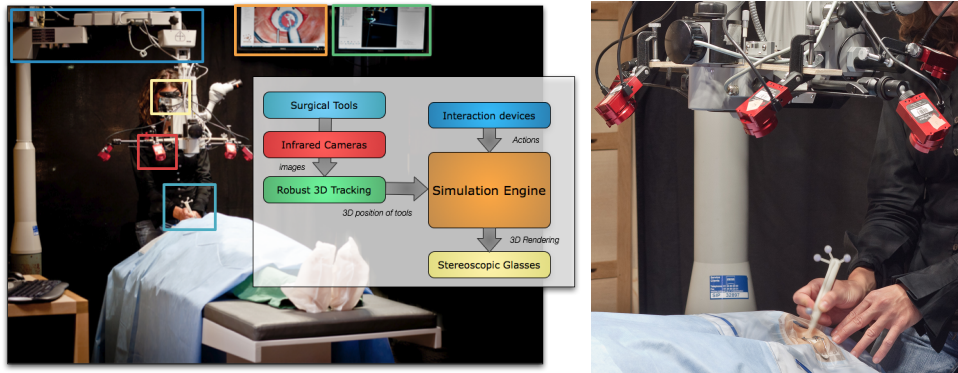 Surgical Tools
Interaction devices
Infrared Cameras
Actions
images
Robust 3D Tracking
Simulation Engine
3D position of tools
3D Rendering
Stereoscopic Glasses